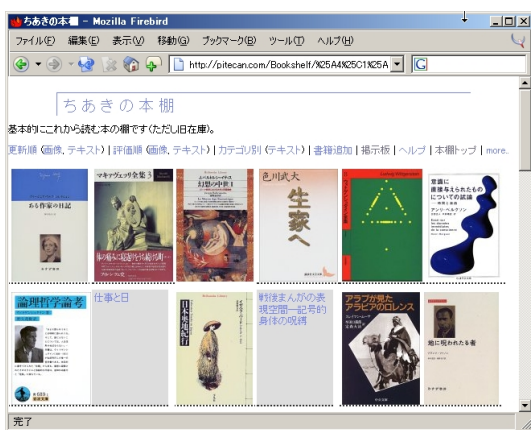 ちあきの本棚 - Mozilla Firebird
ファイル(F) 編集(E) 表示(V) 移動(G) ブックマーク(B) ツール(T) ヘルプ(H)
http://pitecan.com/Bookshelf/%25A4%25C1%25A
ちあきの本棚
基本的にこれから読む本の棚です(ただし旧在庫)。
更新順 (画像, テキスト) | 評価順 (画像, テキスト) | カテゴリ別 (テキスト) | 書籍追加 | 掲示板 | ヘルプ | 本棚トップ | more..
ある作家の日記
マキァヴェッリ全集 3
幻想の中世 I
色川武大
生家へ
意識に
直接与えられたもの
についての試論
アンリ・ベルクソン
論理哲学論考
仕事と日
日本奥地紀行
戦後まんがの表
現空間―記号的
身体の呪縛
アラブが見た
アラビアのロレンス
地に呪われたる者
完了